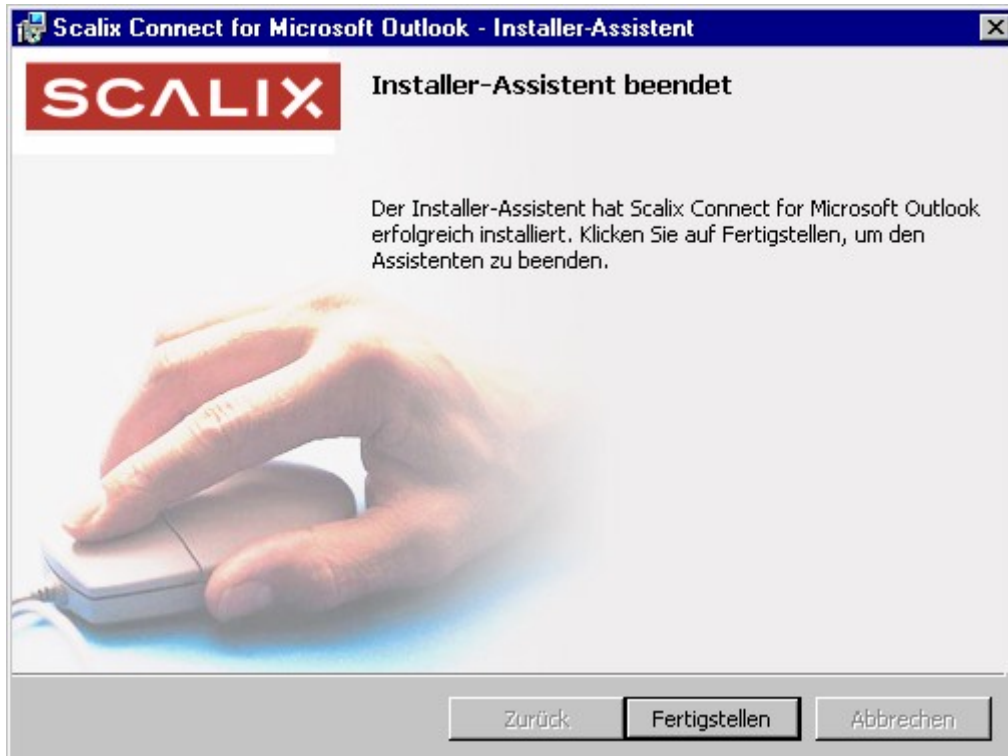 Scalix Connect for Microsoft Outlook - Installer-Assistent
SCALIX
Installer-Assistent beendet
Der Installer-Assistent hat Scalix Connect for Microsoft Outlook
erfolgreich installiert. Klicken Sie auf Fertigstellen, um den
Assistenten zu beenden.
Zurück
Fertigstellen
Abbrechen